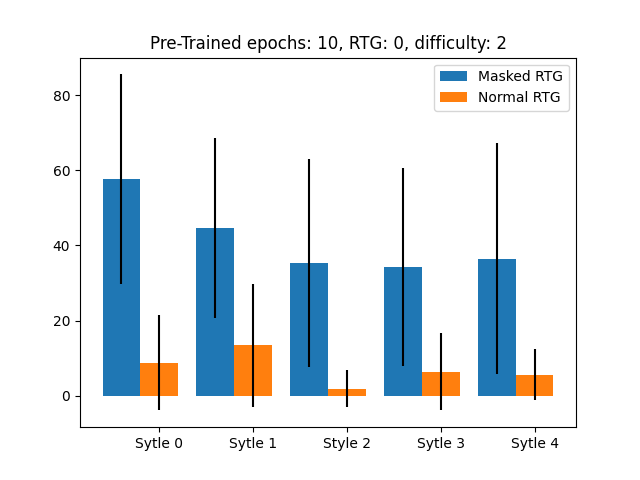 Pre-Trained epochs: 10, RTG: 0, difficulty: 2
Masked RTG
Normal RTG
80
60
40
20
0
Sytle 0 Sytle 1 Style 2 Sytle 3 Sytle 4